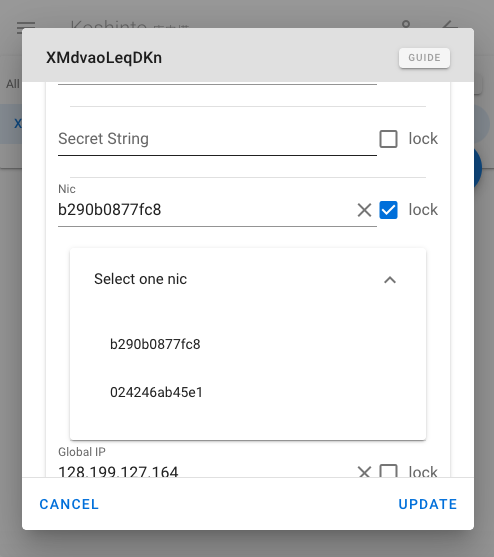 Koshinto
All
X
XMdvaoLeqDKn
GUIDE
Secret String
lock
Nic
b290b0877fc8
lock
Select one nic
b290b0877fc8
024246ab45e1
Global IP
128.199.127.164
lock
CANCEL
UPDATE